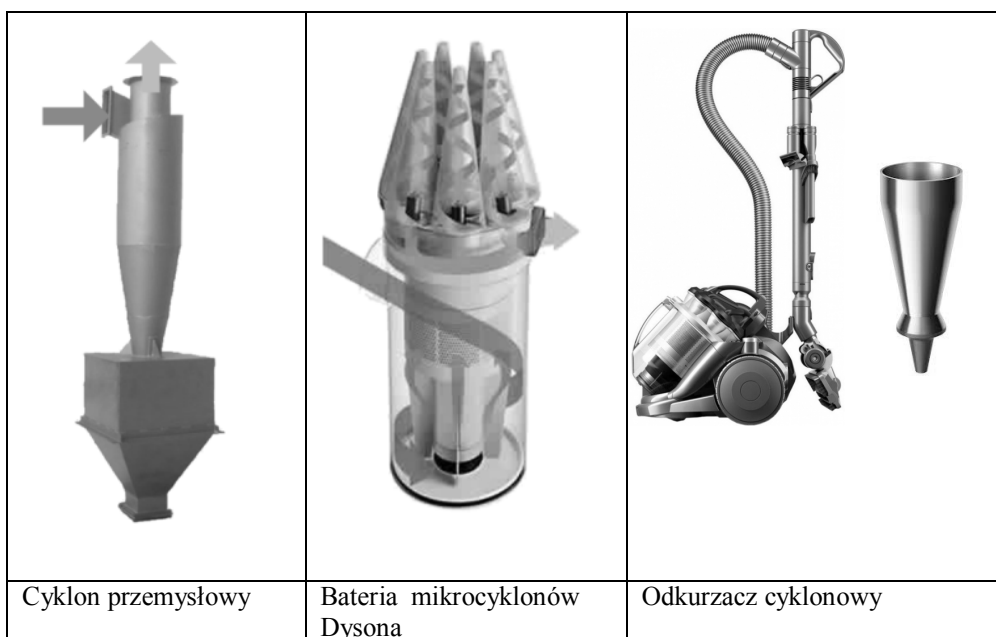 Cyklon przemysłowy
Bateria mikrocyklonów
Dysona
Odkurzacz cyklonowy